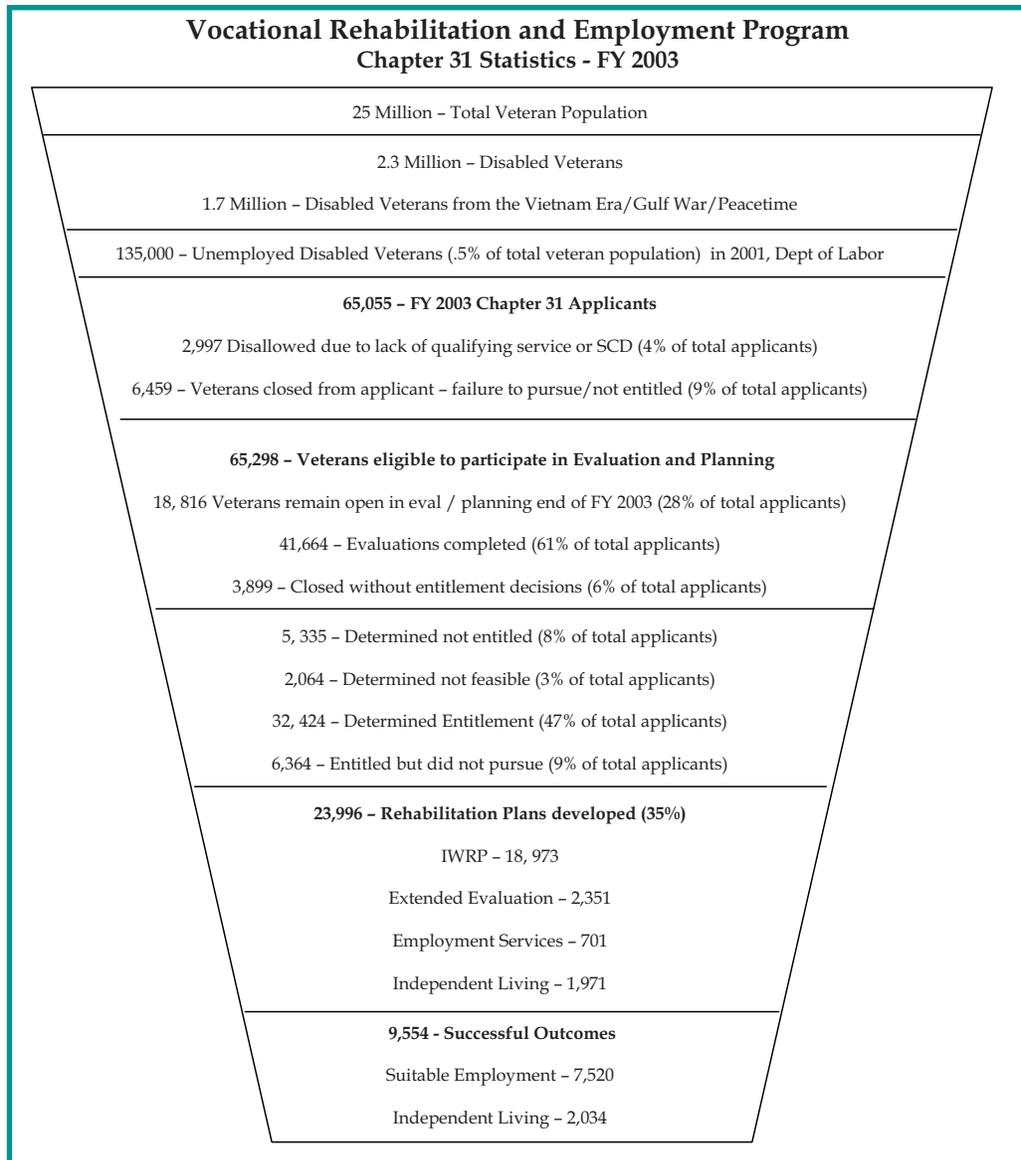 Vocational Rehabilitation and Employment Program
Chapter 31 Statistics - FY 2003
25 Million – Total Veteran Population
2.3 Million – Disabled Veterans
1.7 Million – Disabled Veterans from the Vietnam Era/Gulf War/Peacetime
135,000 – Unemployed Disabled Veterans (.5% of total veteran population)  in 2001, Dept of Labor
65,055 – FY 2003 Chapter 31 Applicants
2,997 Disallowed due to lack of qualifying service or SCD (4% of total applicants)
6,459 – Veterans closed from applicant – failure to pursue/not entitled (9% of total applicants)
65,298 – Veterans eligible to participate in Evaluation and Planning
18, 816 Veterans remain open in eval / planning end of FY 2003 (28% of total applicants)
41,664 – Evaluations completed (61% of total applicants)
3,899 – Closed without entitlement decisions (6% of total applicants)
5, 335 – Determined not entitled (8% of total applicants)
2,064 – Determined not feasible (3% of total applicants)
32, 424 – Determined Entitlement (47% of total applicants)
6,364 – Entitled but did not pursue (9% of total applicants)
23,996 – Rehabilitation Plans developed (35%)
IWRP – 18, 973
Extended Evaluation – 2,351
Employment Services – 701
Independent Living – 1,971
9,554 - Successful Outcomes
Suitable Employment – 7,520
Independent Living – 2,034